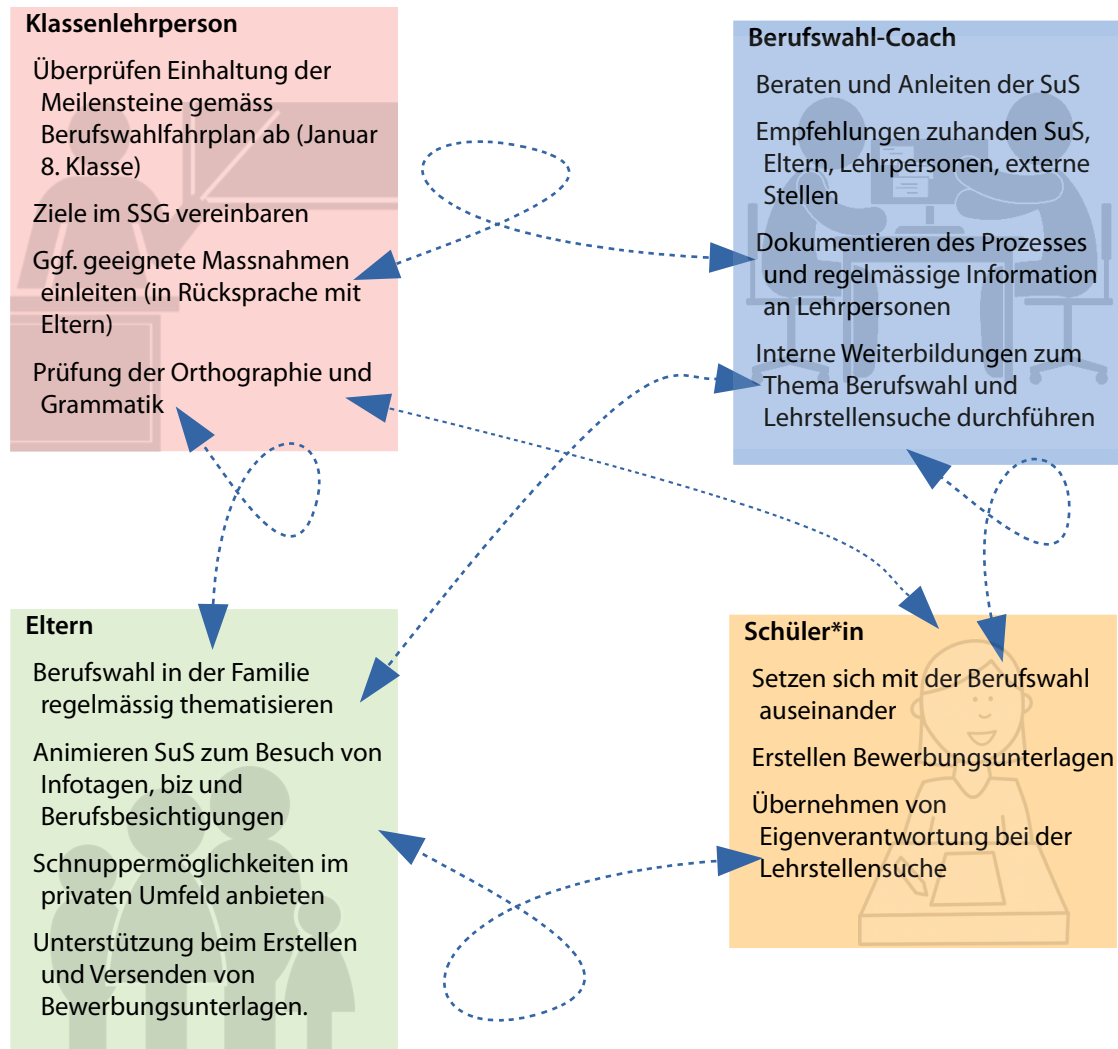 Klassenlehrperson
Überprüfen Einhaltung der
Meilensteine gemäss
Berufswahlfahrplan ab (Januar
8. Klasse)
Ziele im SSG vereinbaren
Ggf. geeignete Massnahmen
einleiten (in Rücksprache mit
Eltern)
Prüfung der Orthographie und
Grammatik
Berufswahl-Coach
Beraten und Anleiten der SuS
Empfehlungen zuhanden SuS,
Eltern, Lehrpersonen, externe
Stellen
Dokumentieren des Prozesses
und regelmässige Information
an Lehrpersonen
Interne Weiterbildungen zum
Thema Berufswahl und
Lehrstellensuche durchführen
Eltern
Berufswahl in der Familie
regelmässig thematisieren
Animieren SuS zum Besuch von
Infotagen, biz und
Berufsbesichtigungen
Schnuppermöglichkeiten im
privaten Umfeld anbieten
Unterstützung beim Erstellen
und Versenden von
Bewerbungsunterlagen.
Schüler*in
Setzen sich mit der Berufswahl
auseinander
Erstellen Bewerbungsunterlagen
Übernehmen von
Eigenverantwortung bei der
Lehrstellensuche